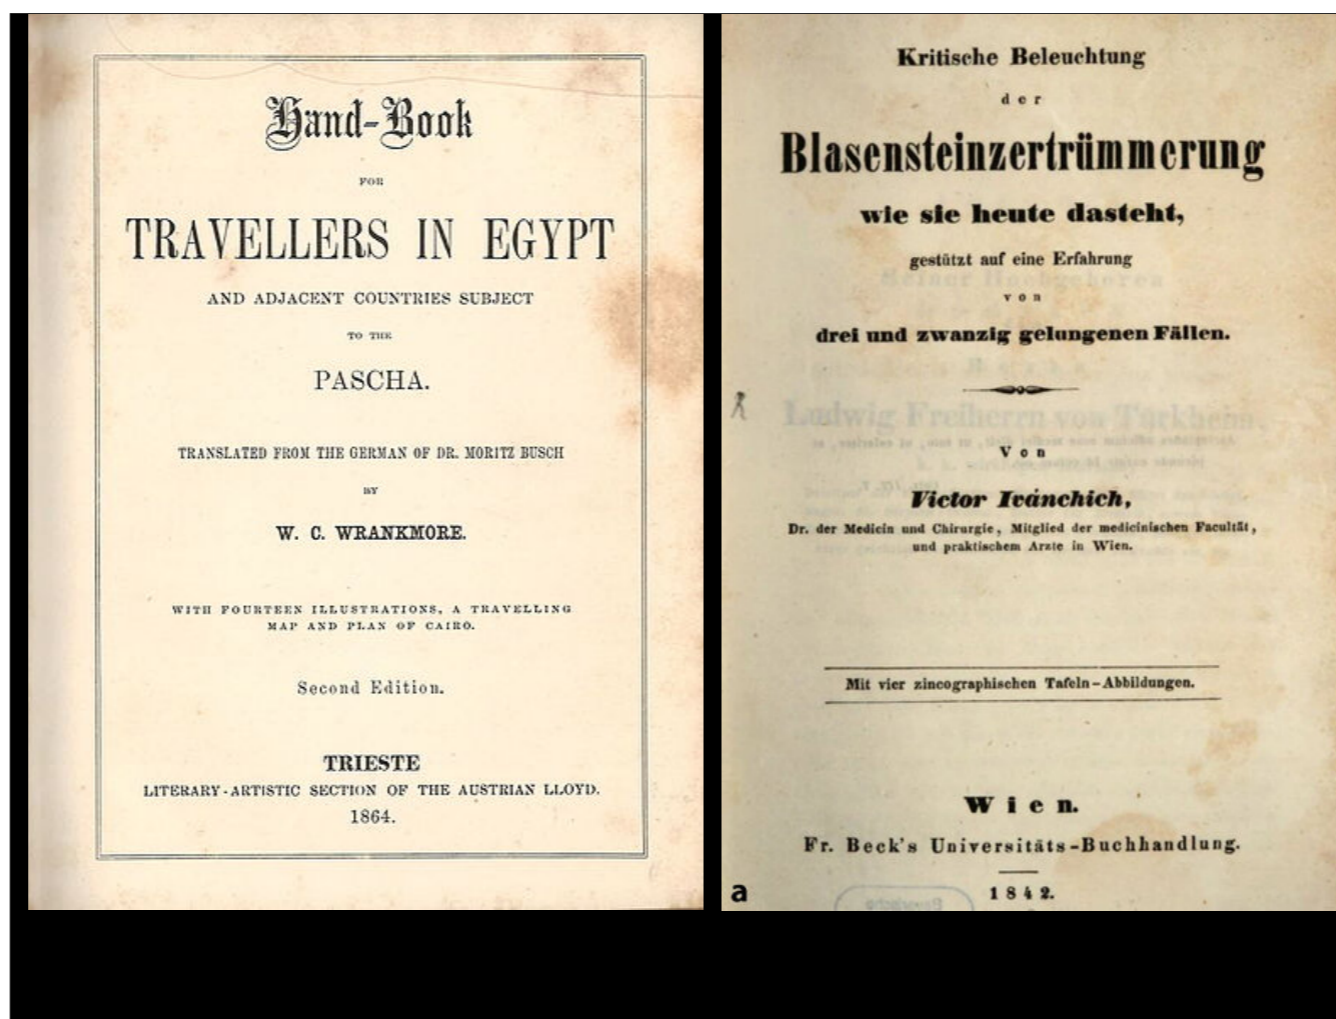 Hand-Book
FOR
TRAVELLERS IN EGYPT
AND ADJACENT COUNTRIES SUBJECT
TO THE
PASCHA.
TRANSLATED FROM THE GERMAN OF DR. MORITZ BUSCH
BY
W. C. WRANKMORE.
WITH FOURTEEN ILLUSTRATIONS, A TRAVELLING
MAP AND PLAN OF CAIRO.
Second Edition.
TRIESTE
LITERARY-ARTISTIC SECTION OF THE AUSTRIAN LLOYD.
1864.
Kritische Beleuchtung
der
Blasensteinzertrümmerung
wie sie heute dasteht,
gestützt auf eine Erfahrung
von
drei und zwanzig gelungenen Fällen.
Ludwig Freiherrn von Türkheim.
Von
Victor Ivánchich,
Dr. der Medicin und Chirurgie, Mitglied der medicinischen Facultät,
und praktischem Arzte in Wien.
Mit vier zincographischen Tafeln-Abbildungen.
Wien.
Fr. Beck's Universitäts-Buchhandlung.
1842.
a